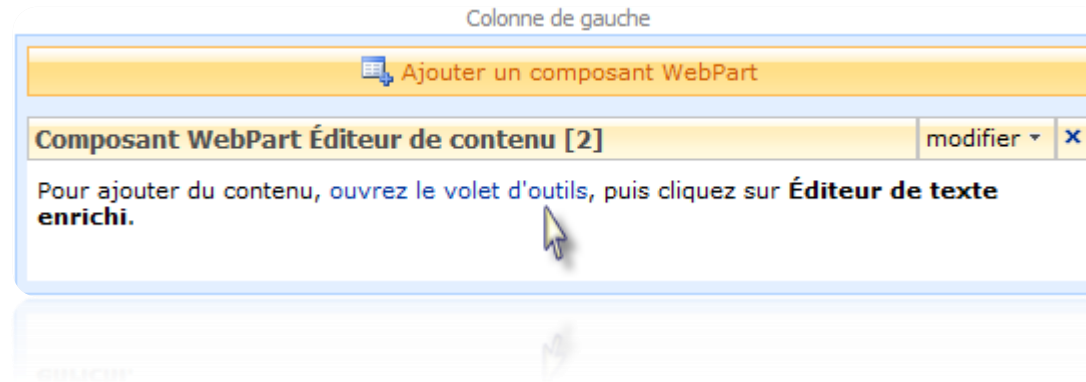 Colonne de gauche
Ajouter un composant WebPart
Composant WebPart Éditeur de contenu [2] modifier
Pour ajouter du contenu, ouvrez le volet d'outils, puis cliquez sur Éditeur de texte
enrichi.